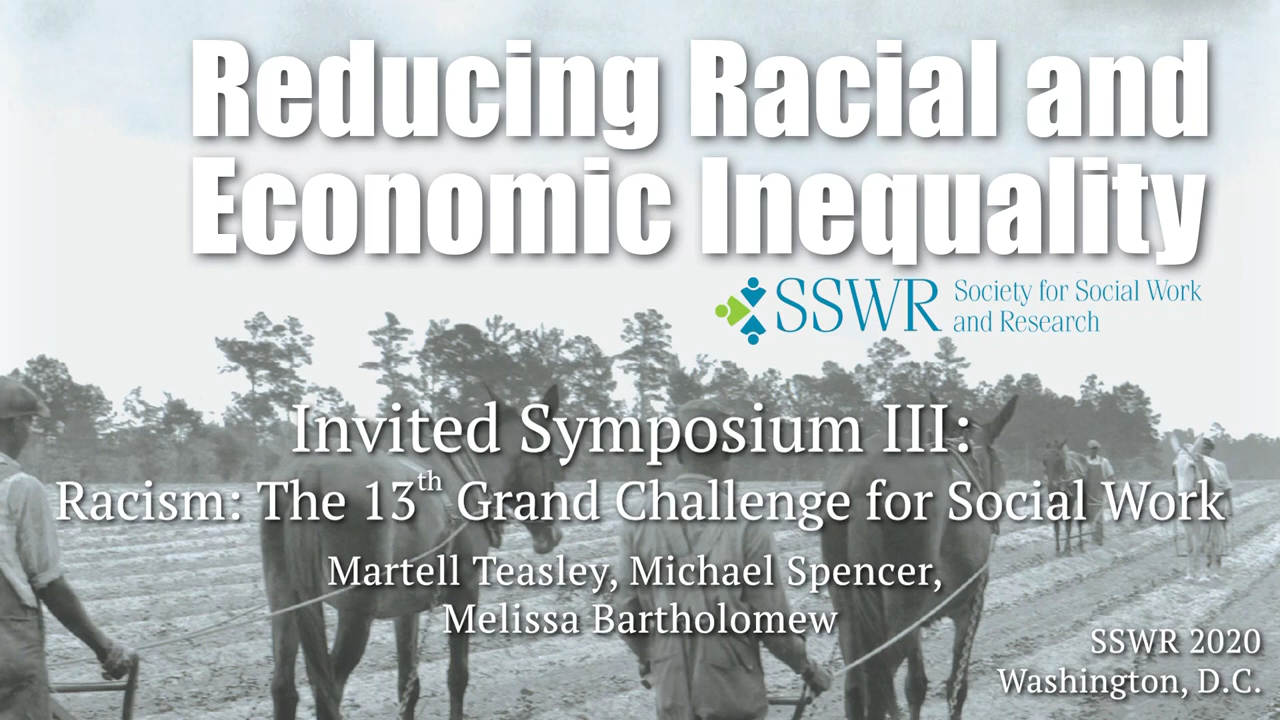 Reducing Racial and
Economic Inequality
SSWR Society for Social Work
and Research
Invited Symposium III:
Racism: The 13th Grand Challenge for Social Work
Martell Teasley, Michael Spencer,
Melissa Bartholomew
SSWR 2020
Washington, D.C.